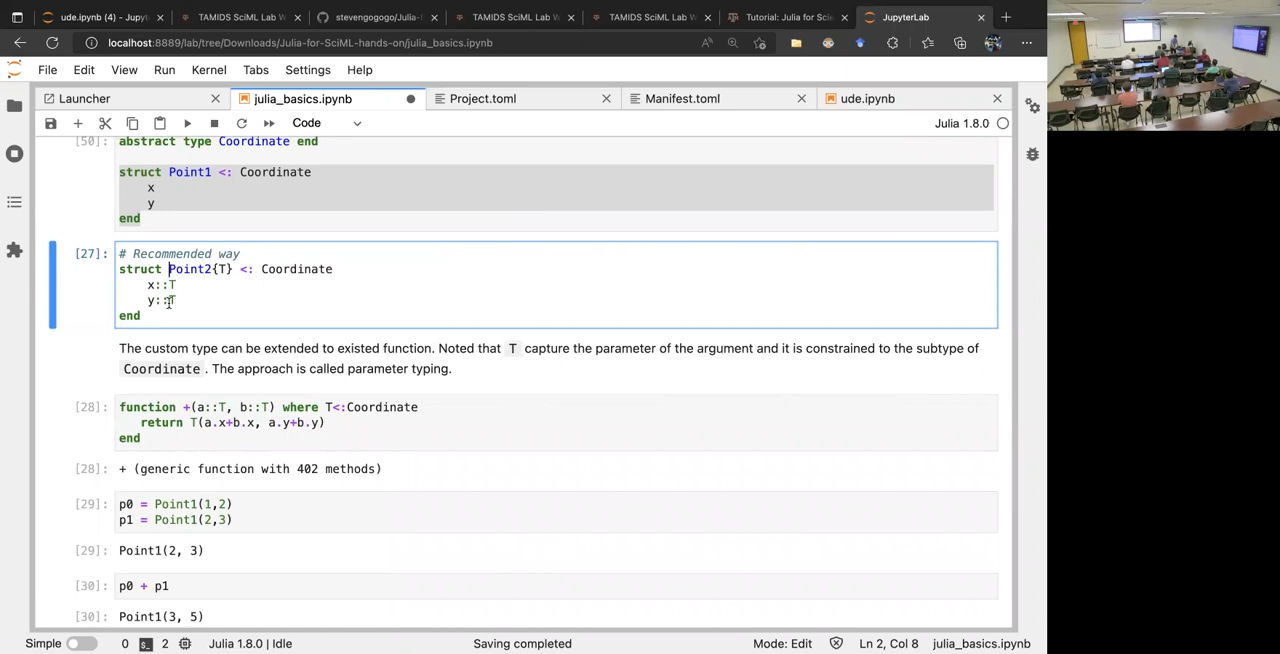 ude.ipynb (4) - Jupyt
TAMIDS SciML Lab W
stevengogogo/Julia-
TAMIDS SciML Lab W
TAMIDS SciML Lab W
Tutorial: Julia for Scie
JupyterLab
localhost:8889/lab/tree/Downloads/Julia-for-SciML-hands-on/julia_basics.ipynb
File Edit View Run Kernel Tabs Settings Help
Launcher
julia_basics.ipynb
Project.toml
Manifest.toml
ude.ipynb
Code
Julia 1.8.0
[50]: abstract type Coordinate end
struct Point1 <: Coordinate
x
y
end
[27]: # Recommended way
struct Point2{T} <: Coordinate
x::T
y::T
end
The custom type can be extended to existed function. Noted that T capture the parameter of the argument and it is constrained to the subtype of
Coordinate . The approach is called parameter typing.
[28]: function +(a::T, b::T) where T<:Coordinate
return T(a.x+b.x, a.y+b.y)
end
[28]: + (generic function with 402 methods)
[29]: p0 = Point1(1,2)
p1 = Point1(2,3)
[29]: Point1(2, 3)
[30]: p0 + p1
[30]: Point1(3, 5)
Simple 0 2 Julia 1.8.0 | Idle Saving completed Mode: Edit Ln 2, Col 8 julia_basics.ipynb